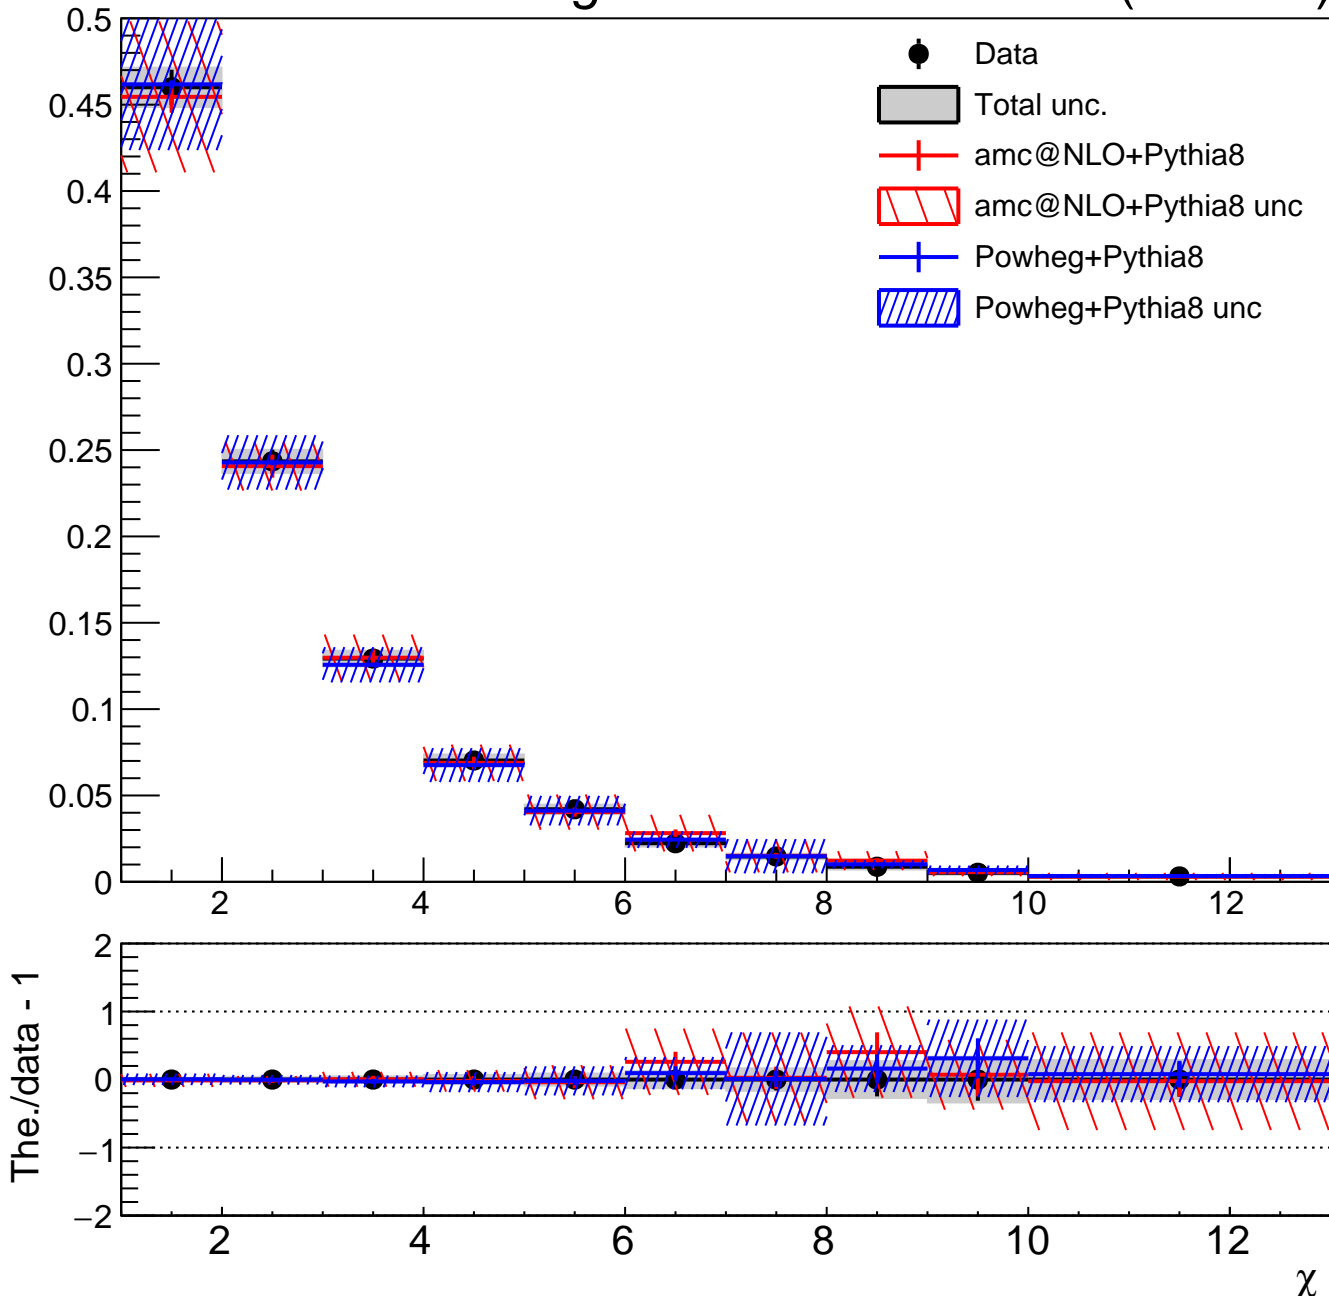 0.5
0.45
0.4
0.35
0.3
0.25
0.2
0.15
0.1
0.05
0
Data
Total unc.
amc@NLO+Pythia8
amc@NLO+Pythia8 unc
Powheg+Pythia8
Powheg+Pythia8 unc
2 4 6 8 10 12
The./data - 1
2
1
0
−1
−2
2 4 6 8 10 12
χ